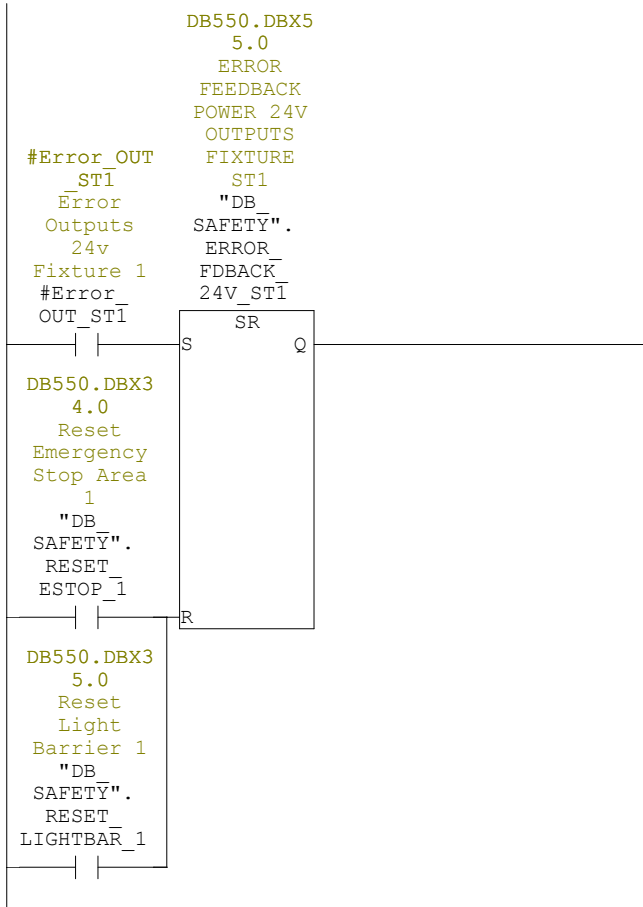 DB550.DBX5
5.0
ERROR
FEEDBACK
POWER 24V
OUTPUTS
FIXTURE
ST1
"DB_
SAFETY".
ERROR_
FDBACK_
24V_ST1
#Error_OUT
_ST1
Error
Outputs
24v
Fixture 1
#Error_
OUT_ST1
SR
S
Q
DB550.DBX3
4.0
Reset
Emergency
Stop Area
1
"DB_
SAFETY".
RESET_
ESTOP_1
R
DB550.DBX3
5.0
Reset
Light
Barrier 1
"DB_
SAFETY".
RESET_
LIGHTBAR_1